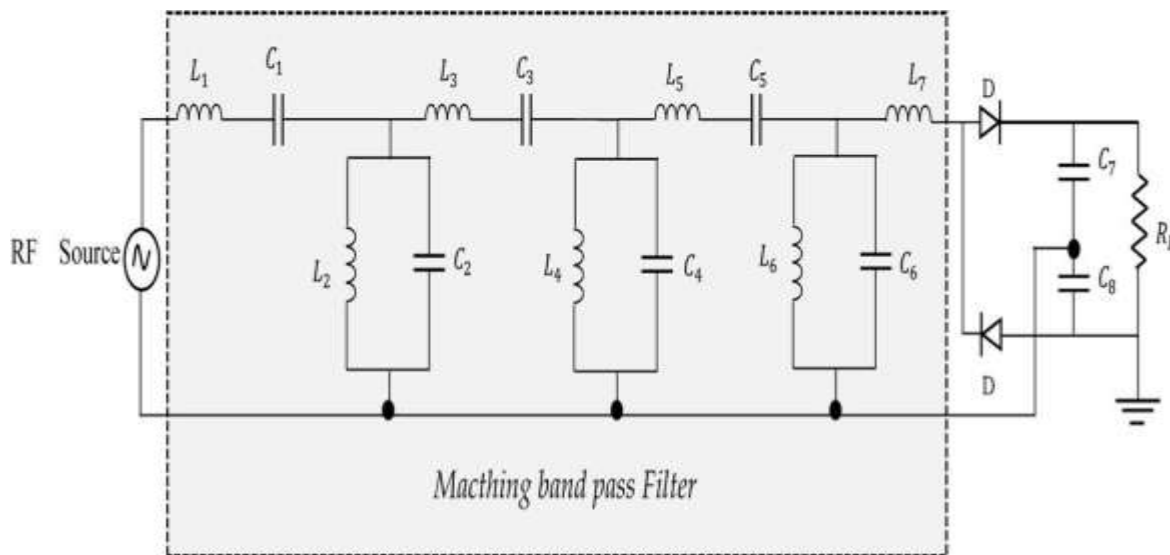 L₁
C₁
L₃
C₃
L₅
C₅
L₇
D
C₇
RF Source
L₂
C₂
L₄
C₄
L₆
C₆
C₈
D
Macthing band pass Filter